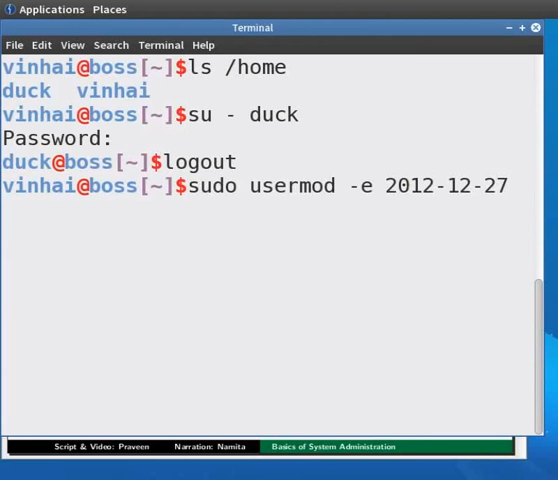 Applications Places
Terminal
File Edit View Search Terminal Help
vinhai@boss[~]$ls /home
duck  vinhai
vinhai@boss[~]$su - duck
Password:
duck@boss[~]$logout
vinhai@boss[~]$sudo usermod -e 2012-12-27
Script & Video: Praveen Narration: Namita Basics of System Administration